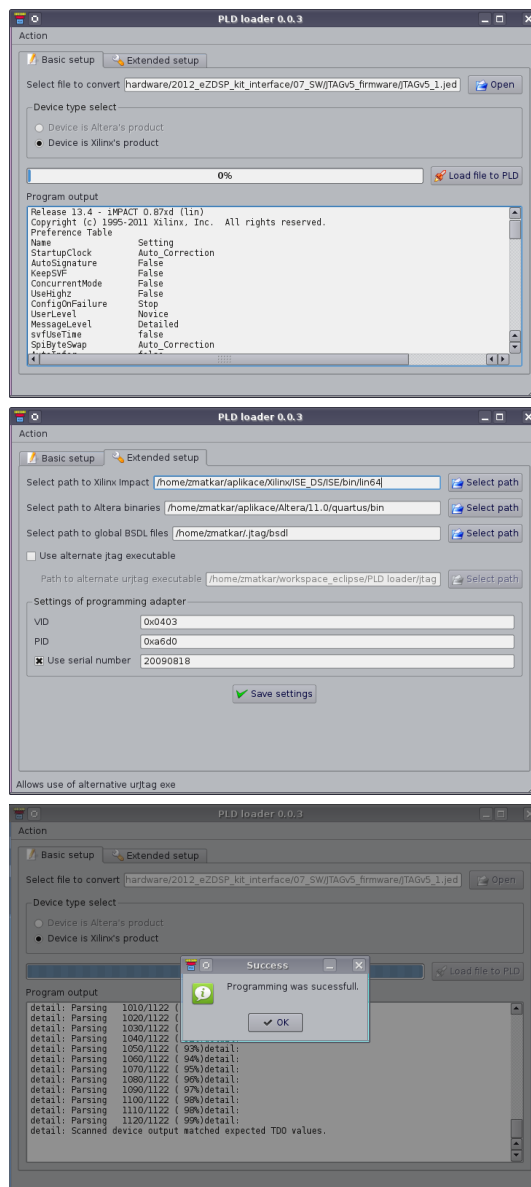 PLD loader 0.0.3
Action
Basic setup Extended setup
Select file to convert hardware/2012_eZDSP_kit_interface/07_SW/JTAGv5_firmware/JTAGv5_1.jed Open
Device type select
Device is Altera's product
Device is Xilinx's product
0% Load file to PLD
Program output
Release 13.4 - iMPACT O.87xd (lin)
Copyright (c) 1995-2011 Xilinx, Inc.  All rights reserved.
Preference Table
Name Setting
StartupClock Auto_Correction
AutoSignature False
KeepSVF False
ConcurrentMode False
UseHighz False
ConfigOnFailure Stop
UserLevel Novice
MessageLevel Detailed
svfUseTime false
SpiByteSwap Auto_Correction
PLD loader 0.0.3
Action
Basic setup Extended setup
Select path to Xilinx Impact /home/zmatkar/aplikace/Xilinx/ISE_DS/ISE/bin/lin64 Select path
Select path to Altera binaries /home/zmatkar/aplikace/Altera/11.0/quartus/bin Select path
Select path to global BSDL files /home/zmatkar/.jtag/bsdl Select path
Use alternate jtag executable
Path to alternate urjtag executable /home/zmatkar/workspace_eclipse/PLD loader/jtag Select path
Settings of programming adapter
VID 0x0403
PID 0xa6d0
Use serial number 20090818
Save settings
Allows use of alternative urJtag exe
PLD loader 0.0.3
Action
Basic setup Extended setup
Select file to convert hardware/2012_eZDSP_kit_interface/07_SW/JTAGv5_firmware/JTAGv5_1.jed Open
Device type select
Device is Altera's product
Device is Xilinx's product
Load file to PLD
Success
Programming was sucessfull.
OK
Program output
detail: Parsing 1010/1122 (
detail: Parsing 1020/1122 (
detail: Parsing 1030/1122 (
detail: Parsing 1040/1122 (
detail: Parsing 1050/1122 ( 93%)detail:
detail: Parsing 1060/1122 ( 94%)detail:
detail: Parsing 1070/1122 ( 95%)detail:
detail: Parsing 1080/1122 ( 96%)detail:
detail: Parsing 1090/1122 ( 97%)detail:
detail: Parsing 1100/1122 ( 98%)detail:
detail: Parsing 1110/1122 ( 98%)detail:
detail: Parsing 1120/1122 ( 99%)detail:
detail: Scanned device output matched expected TDO values.